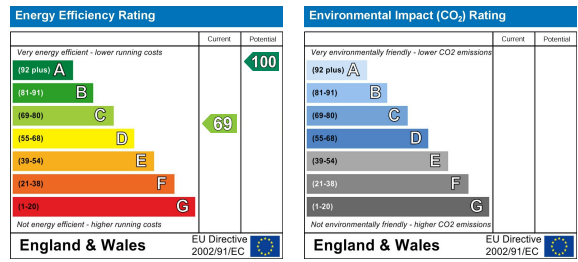 Energy Efficiency Rating
Current Potential
Very energy efficient - lower running costs
(92 plus) A
100
(81-91) B
(69-80) C
69
(55-68) D
(39-54) E
(21-38) F
(1-20) G
Not energy efficient - higher running costs
England & Wales
EU Directive
2002/91/EC
Environmental Impact (CO₂) Rating
Current Potential
Very environmentally friendly - lower CO2 emissions
(92 plus) A
(81-91) B
(69-80) C
(55-68) D
(39-54) E
(21-38) F
(1-20) G
Not environmentally friendly - higher CO2 emissions
England & Wales
EU Directive
2002/91/EC